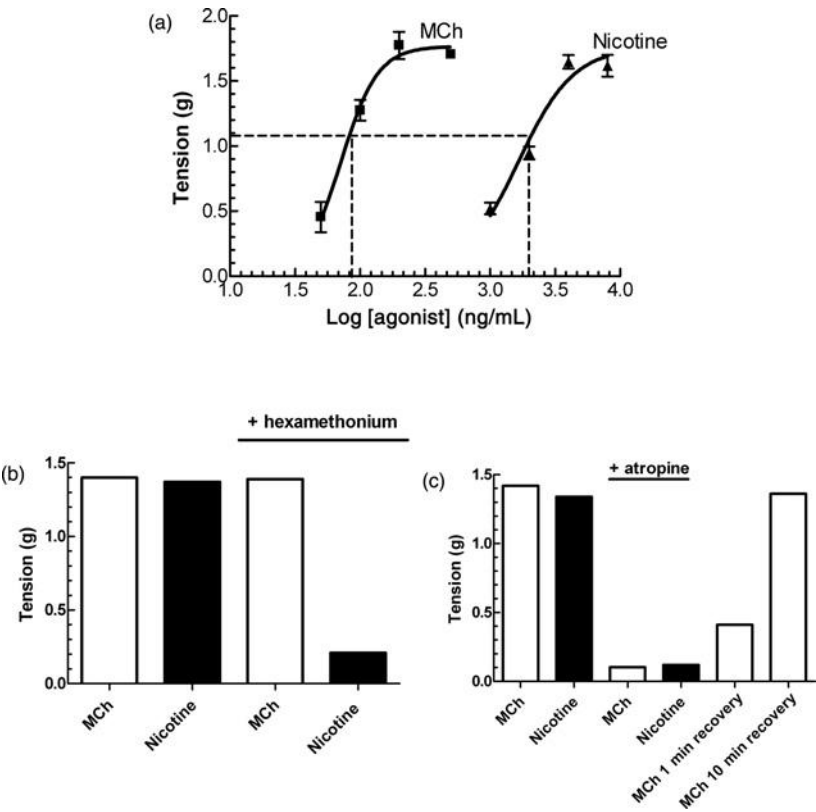 (a)
2.0
1.5
1.0
0.5
0.0
Tension (g)
MCh
Nicotine
1.0 1.5 2.0 2.5 3.0 3.5 4.0
Log [agonist] (ng/mL)
(b)
+ hexamethonium
1.5
1.0
0.5
0.0
Tension (g)
MCh
Nicotine
MCh
Nicotine
(c)
+ atropine
1.5
1.0
0.5
0.0
Tension (g)
MCh
Nicotine
MCh
Nicotine
MCh 1 min recovery
MCh 10 min recovery